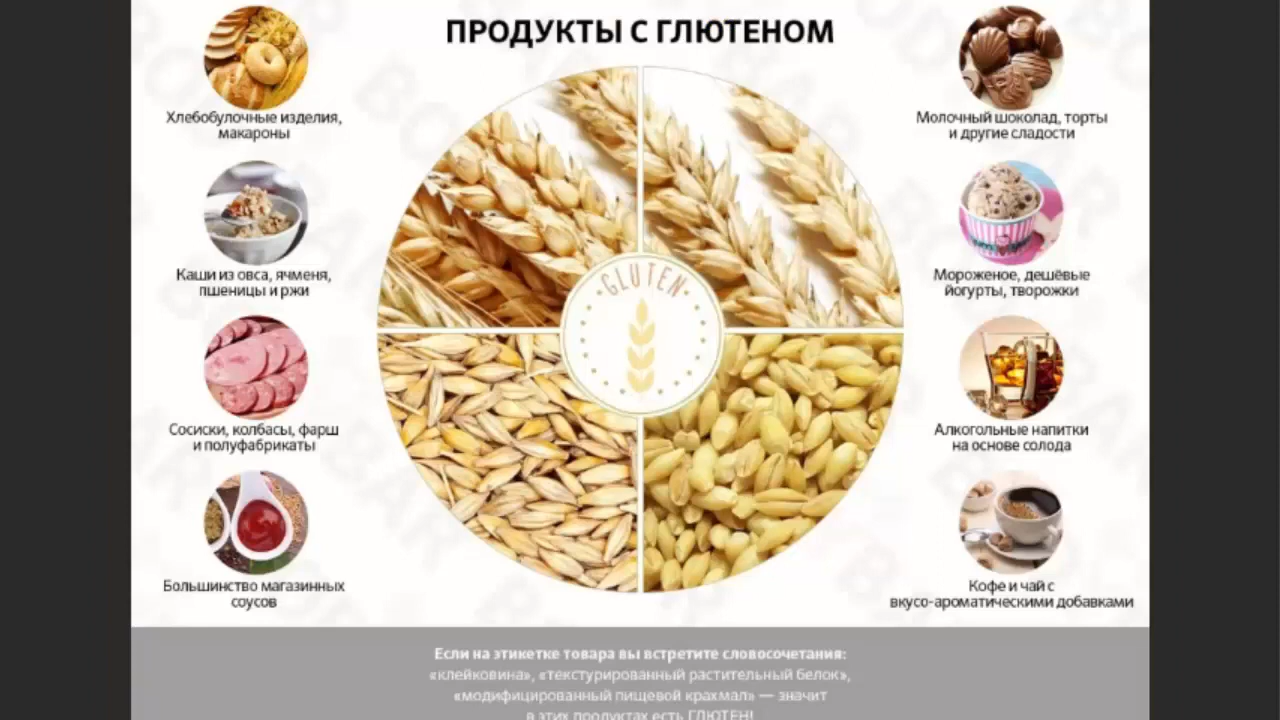 ПРОДУКТЫ С ГЛЮТЕНОМ
Хлебобулочные изделия,
макароны
Каши из овса, ячменя,
пшеницы и ржи
Сосиски, колбасы, фарш
и полуфабрикаты
Большинство магазинных
соусов
GLUTEN
Молочный шоколад, торты
и другие сладости
Мороженое, дешёвые
йогурты, творожки
Алкогольные напитки
на основе солода
Кофе и чай с
вкусо-ароматическими добавками
Если на этикетке товара вы встретите словосочетания:
«клейковина», «текстурированный растительный белок»,
«модифицированный пищевой крахмал» — значит
в этих продуктах есть ГЛЮТЕН!